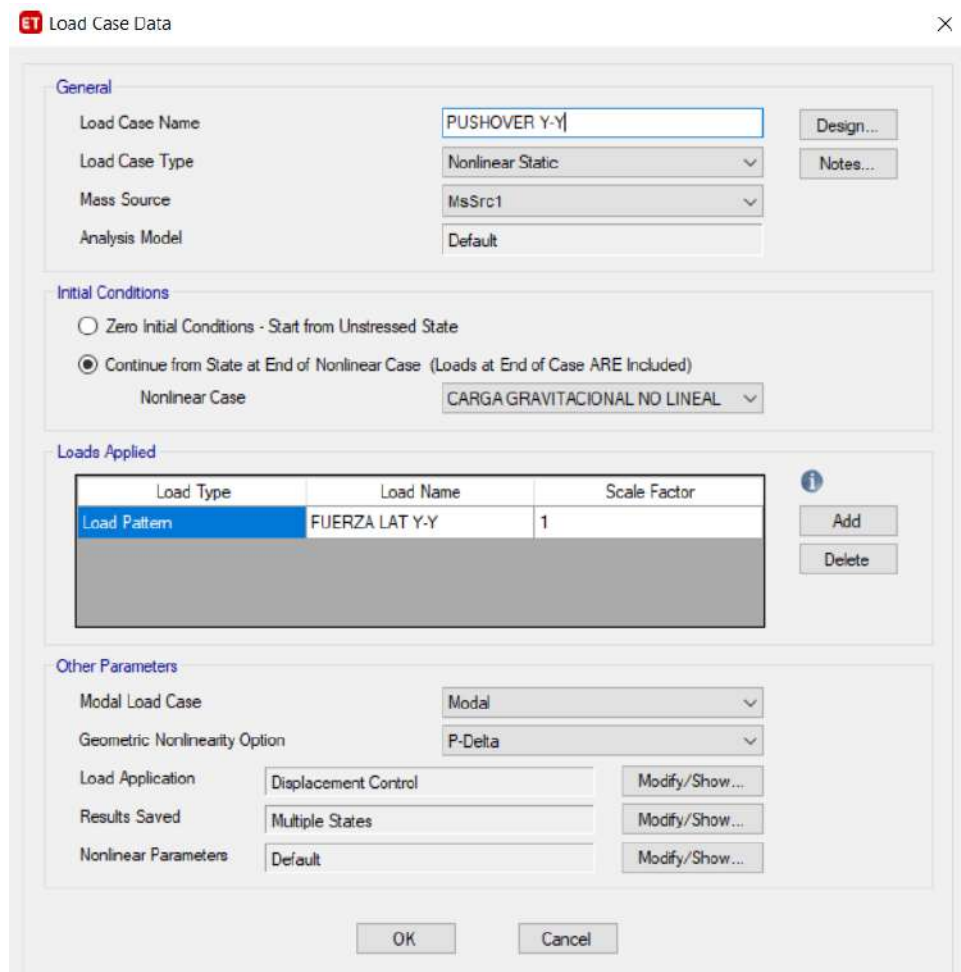 ET Load Case Data
General
Load Case Name PUSHOVER Y-Y Design...
Load Case Type Nonlinear Static Notes...
Mass Source MsSrc1
Analysis Model Default
Initial Conditions
Zero Initial Conditions - Start from Unstressed State
Continue from State at End of Nonlinear Case (Loads at End of Case ARE Included)
Nonlinear Case CARGA GRAVITACIONAL NO LINEAL
Loads Applied
Load Type Load Name Scale Factor
Load Pattern FUERZA LAT Y-Y 1 Add
Delete
Other Parameters
Modal Load Case Modal
Geometric Nonlinearity Option P-Delta
Load Application Displacement Control Modify/Show...
Results Saved Multiple States Modify/Show...
Nonlinear Parameters Default Modify/Show...
OK Cancel